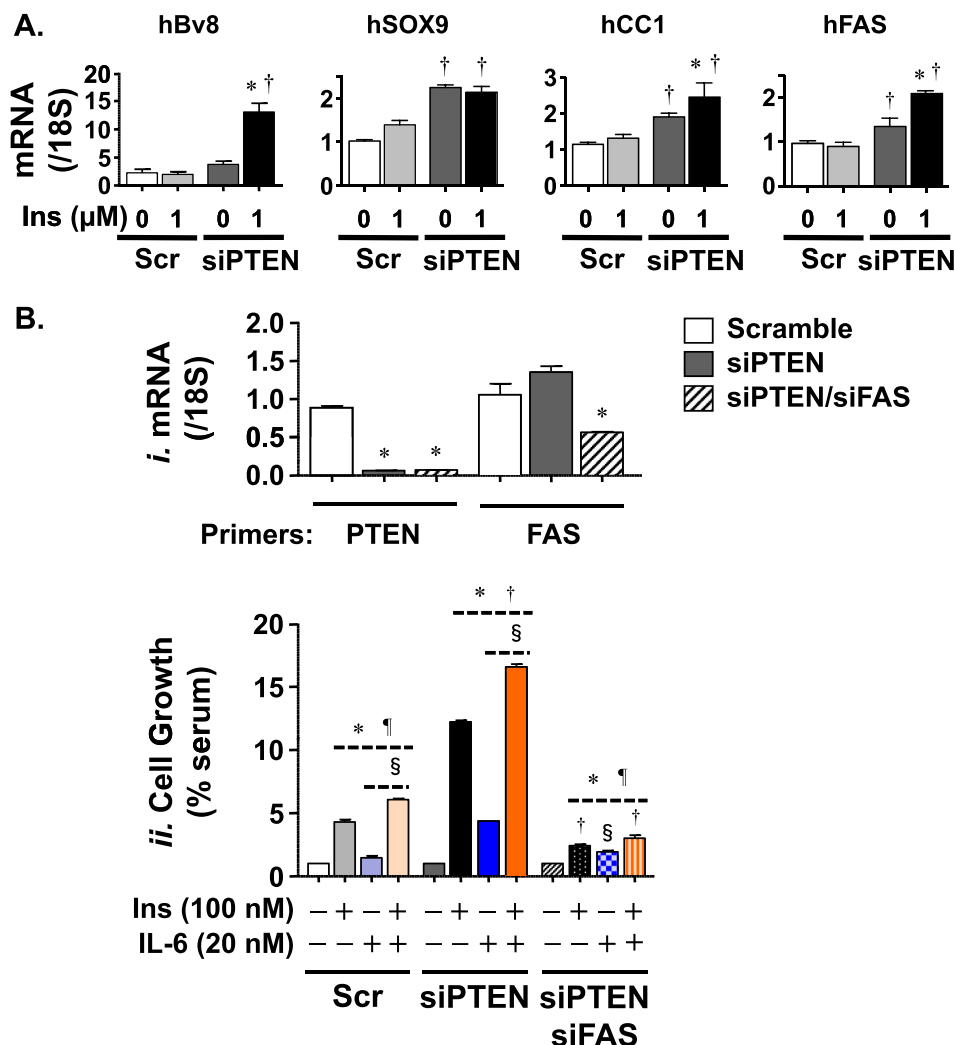 A.
hBv8 hSOX9 hCC1 hFAS
mRNA (/18S)
20
15
10
5
0
2
1
0
3
2
1
0
2
1
0
* †
† †
† * †
† * †
Ins (µM) 0 1 0 1 0 1 0 1 0 1 0 1 0 1 0 1
Scr siPTEN Scr siPTEN Scr siPTEN Scr siPTEN
B.
i. mRNA
(/18S)
2.0
1.5
1.0
0.5
0.0
* * *
Scramble
siPTEN
siPTEN/siFAS
Primers: PTEN FAS
ii. Cell Growth
(% serum)
20
15
10
5
0
* ¶
§
* †
§
* ¶
† § †
Ins (100 nM) – + – + – + – + – + – +
IL-6 (20 nM) – – + + – – + + – – + +
Scr siPTEN siPTEN
siFAS